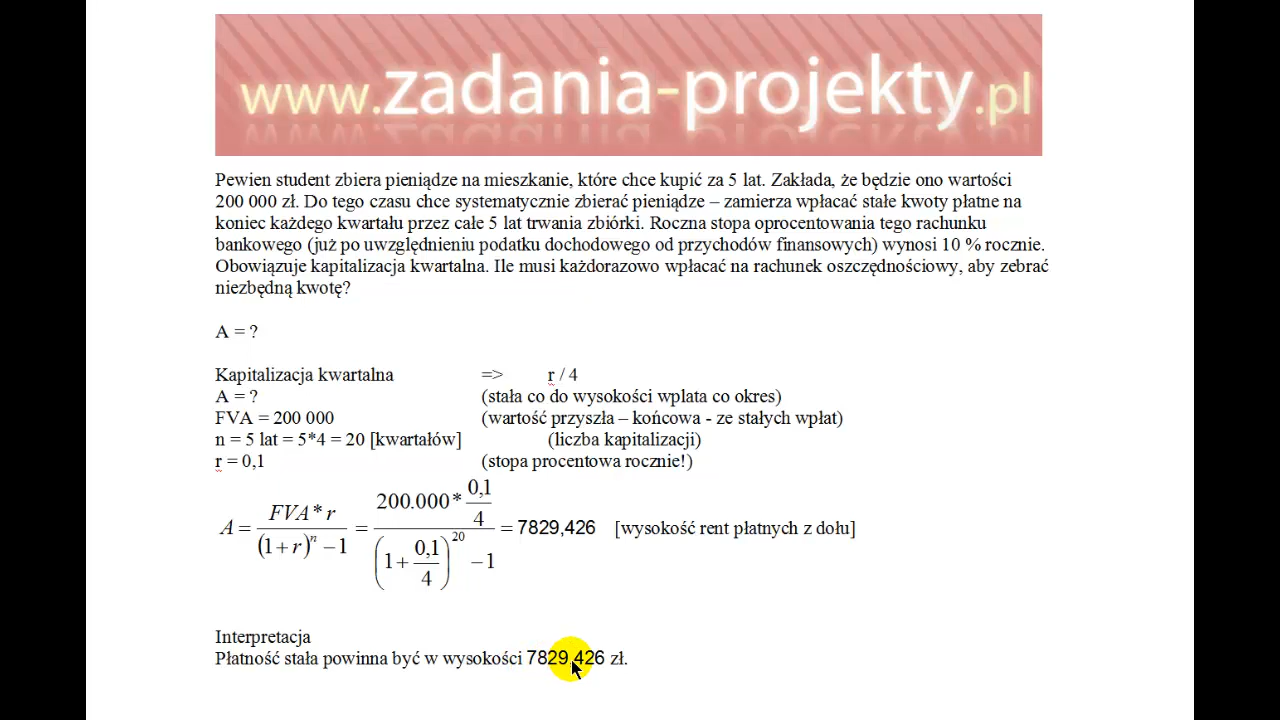 www.zadania-projekty.pl
Pewien student zbiera pieniądze na mieszkanie, które chce kupić za 5 lat. Zakłada, że będzie ono wartości
200 000 zł. Do tego czasu chce systematycznie zbierać pieniądze – zamierza wpłacać stałe kwoty płatne na
koniec każdego kwartału przez całe 5 lat trwania zbiórki. Roczna stopa oprocentowania tego rachunku
bankowego (już po uwzględnieniu podatku dochodowego od przychodów finansowych) wynosi 10 % rocznie.
Obowiązuje kapitalizacja kwartalna. Ile musi każdorazowo wpłacać na rachunek oszczędnościowy, aby zebrać
niezbędną kwotę?
A = ?
Kapitalizacja kwartalna => r / 4
A = ? (stała co do wysokości wplata co okres)
FVA = 200 000 (wartość przyszła – końcowa - ze stałych wpłat)
n = 5 lat = 5*4 = 20 [kwartałów] (liczba kapitalizacji)
r = 0,1 (stopa procentowa rocznie!)
A = FVA * r / ((1 + r)^n − 1) = 200.000 * 0,1/4 / ((1 + 0,1/4)^20 − 1) = 7829,426 [wysokość rent płatnych z dołu]
Interpretacja
Płatność stała powinna być w wysokości 7829,426 zł.